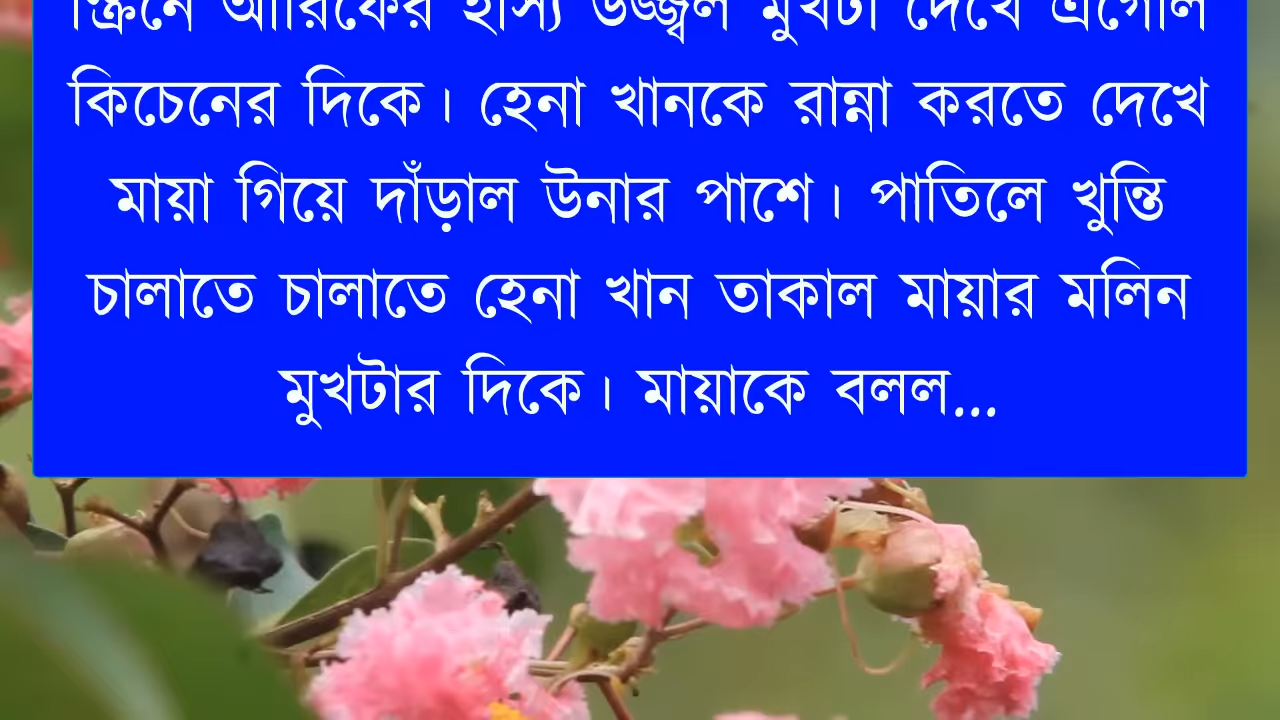 স্ক্রিনে আরিফের হাস্য উজ্জ্বল মুখটা দেখে এগোল
কিচেনের দিকে। হেনা খানকে রান্না করতে দেখে
মায়া গিয়ে দাঁড়াল উনার পাশে। পাতিলে খুন্তি
চালাতে চালাতে হেনা খান তাকাল মায়ার মলিন
মুখটার দিকে। মায়াকে বলল...